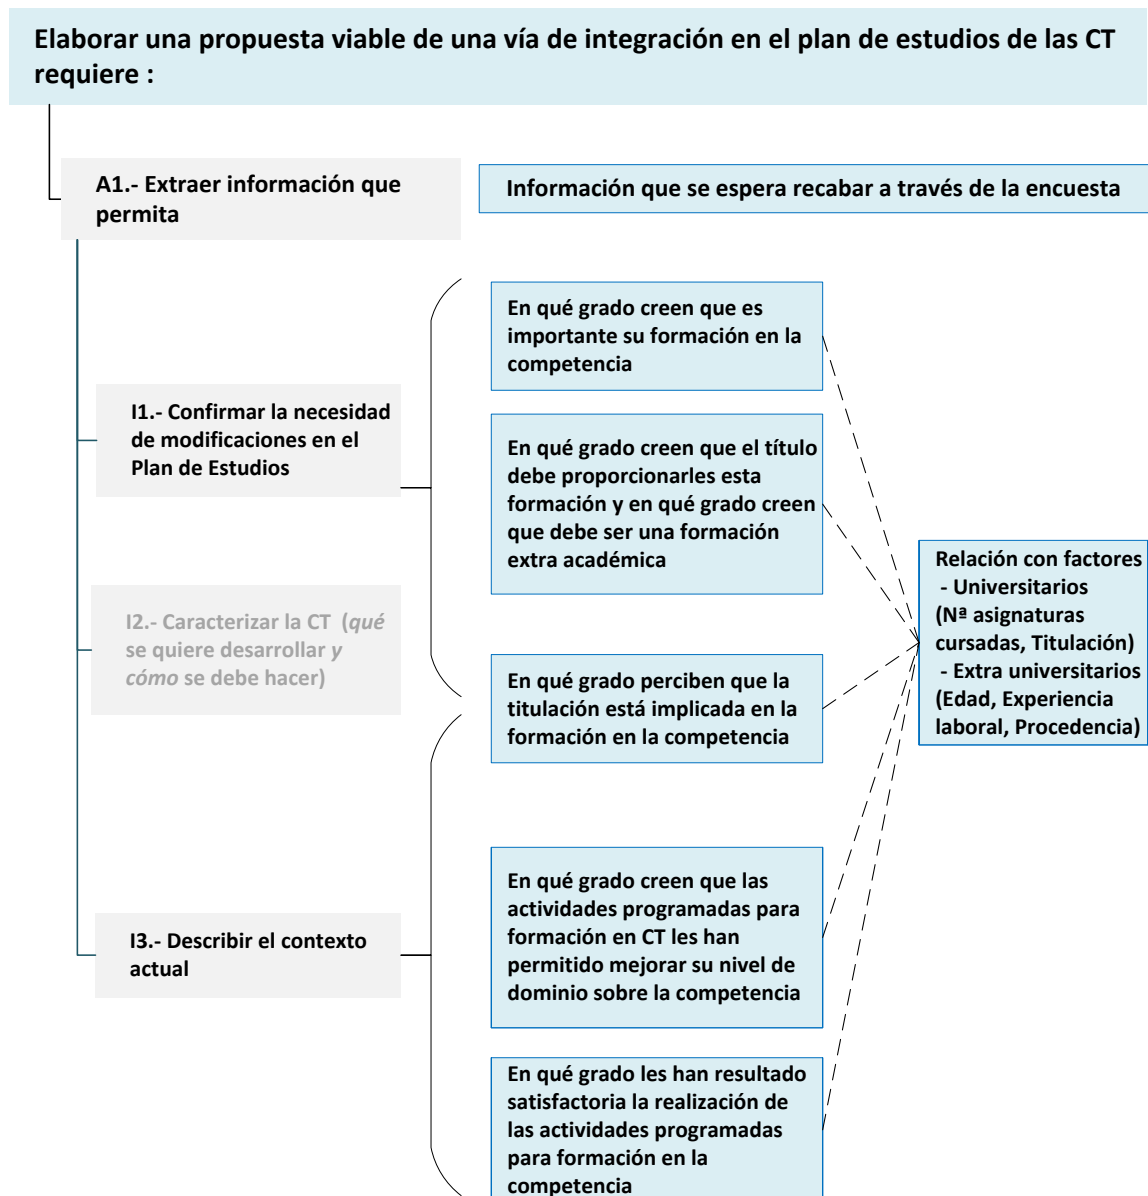 Elaborar una propuesta viable de una vía de integración en el plan de estudios de las CT
requiere :
A1.- Extraer información que
permita
Información que se espera recabar a través de la encuesta
En qué grado creen que es
importante su formación en la
competencia
I1.- Confirmar la necesidad
de modificaciones en el
Plan de Estudios
En qué grado creen que el título
debe proporcionarles esta
formación y en qué grado creen
que debe ser una formación
extra académica
Relación con factores
- Universitarios
(Nª asignaturas
cursadas, Titulación)
- Extra universitarios
(Edad, Experiencia
laboral, Procedencia)
I2.- Caracterizar la CT (qué
se quiere desarrollar y
cómo se debe hacer)
En qué grado perciben que la
titulación está implicada en la
formación en la competencia
I3.- Describir el contexto
actual
En qué grado creen que las
actividades programadas para
formación en CT les han
permitido mejorar su nivel de
dominio sobre la competencia
En qué grado les han resultado
satisfactoria la realización de
las actividades programadas
para formación en la
competencia